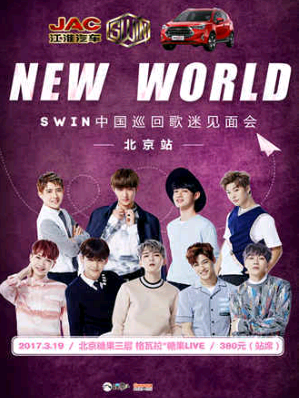 JAC
江淮汽车
SWIN
NEW WORLD
SWIN中国巡回歌迷见面会
北京站
2017.3.19 / 北京糖果三层 格瓦拉®糖果LIVE / 380元（站席）